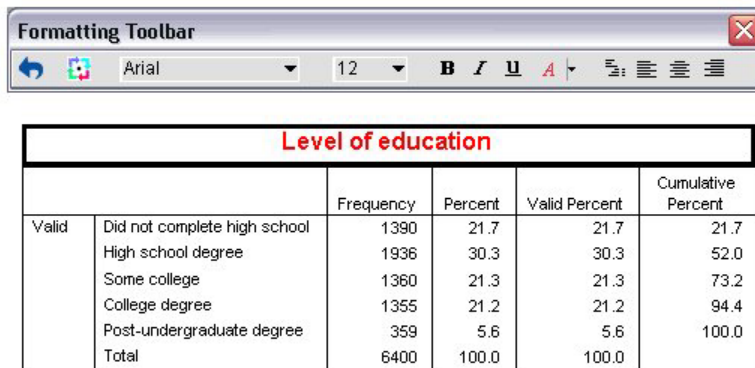 Formatting Toolbar
Arial 12 B I U A
Level of education
Frequency Percent Valid Percent Cumulative Percent
Valid Did not complete high school 1390 21.7 21.7 21.7
High school degree 1936 30.3 30.3 52.0
Some college 1360 21.3 21.3 73.2
College degree 1355 21.2 21.2 94.4
Post-undergraduate degree 359 5.6 5.6 100.0
Total 6400 100.0 100.0